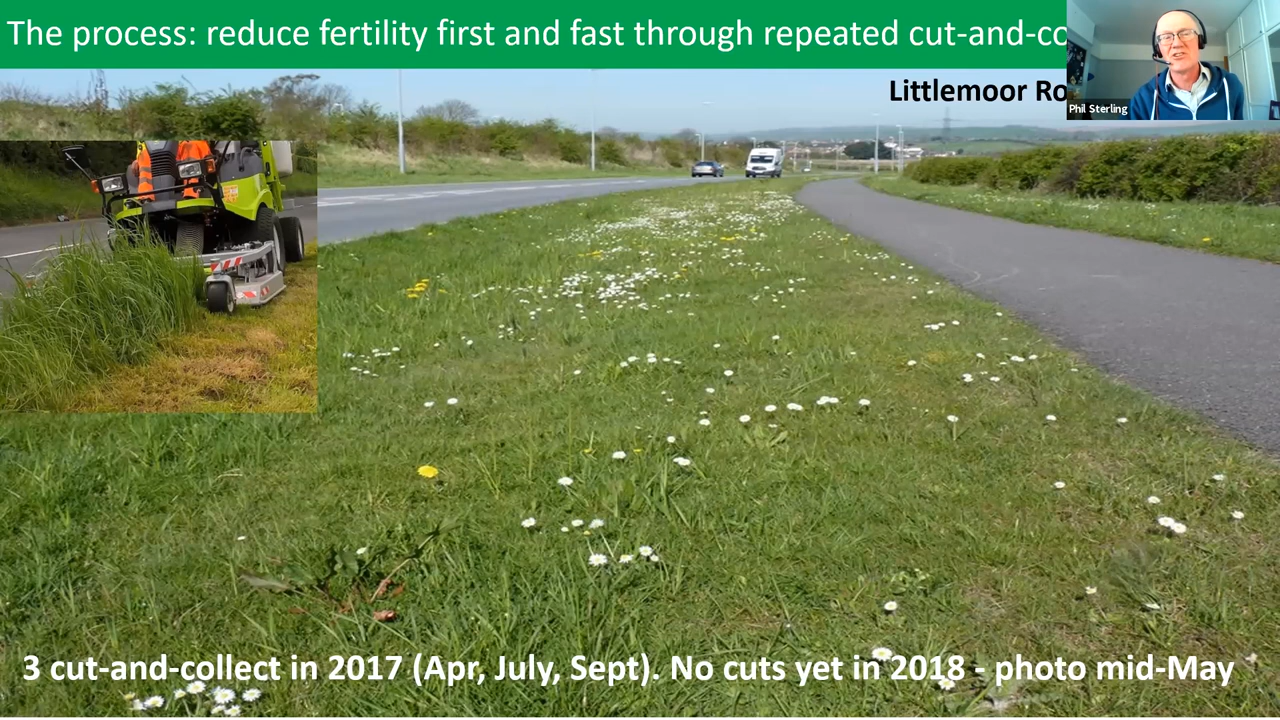 The process: reduce fertility first and fast through repeated cut-and-co
Littlemoor Ro
Phil Sterling
3 cut-and-collect in 2017 (Apr, July, Sept). No cuts yet in 2018 - photo mid-May